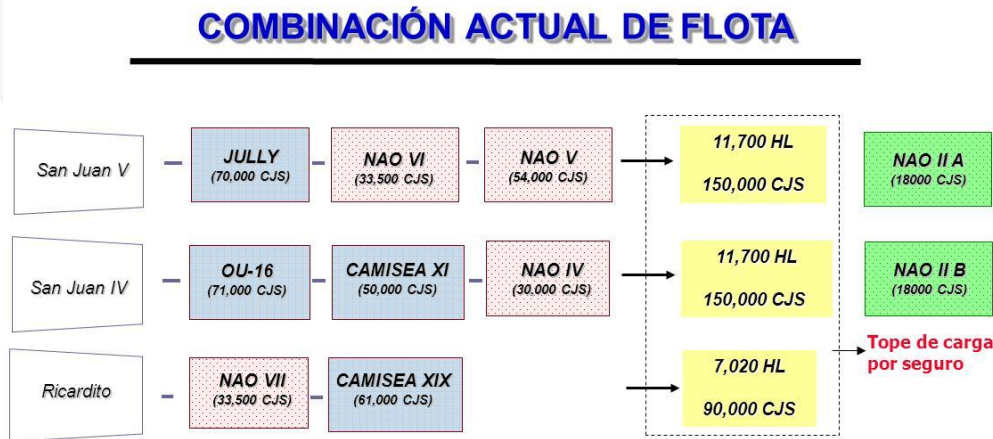 COMBINACIÓN ACTUAL DE FLOTA
San Juan V
JULLY
(70,000 CJS)
NAO VI
(33,500 CJS)
NAO V
(54,000 CJS)
11,700 HL
150,000 CJS
NAO II A
(18000 CJS)
San Juan IV
OU-16
(71,000 CJS)
CAMISEA XI
(50,000 CJS)
NAO IV
(30,000 CJS)
11,700 HL
150,000 CJS
NAO II B
(18000 CJS)
Tope de carga
por seguro
Ricardito
NAO VII
(33,500 CJS)
CAMISEA XIX
(61,000 CJS)
7,020 HL
90,000 CJS